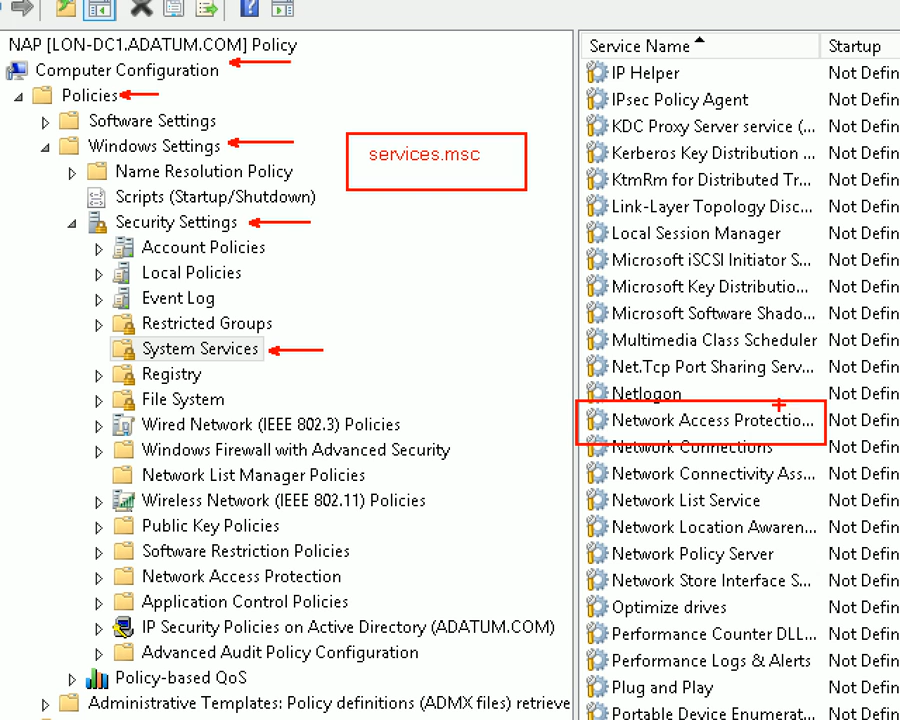 NAP [LON-DC1.ADATUM.COM] Policy
Computer Configuration
Policies
Software Settings
Windows Settings
Name Resolution Policy
Scripts (Startup/Shutdown)
Security Settings
Account Policies
Local Policies
Event Log
Restricted Groups
System Services
Registry
File System
Wired Network (IEEE 802.3) Policies
Windows Firewall with Advanced Security
Network List Manager Policies
Wireless Network (IEEE 802.11) Policies
Public Key Policies
Software Restriction Policies
Network Access Protection
Application Control Policies
IP Security Policies on Active Directory (ADATUM.COM)
Advanced Audit Policy Configuration
Policy-based QoS
Administrative Templates: Policy definitions (ADMX files) retrieve
services.msc
Service Name Startup
IP Helper Not Defin
IPsec Policy Agent Not Defin
KDC Proxy Server service (... Not Defin
Kerberos Key Distribution ... Not Defin
KtmRm for Distributed Tr... Not Defin
Link-Layer Topology Disc... Not Defin
Local Session Manager Not Defin
Microsoft iSCSI Initiator S... Not Defin
Microsoft Key Distributio... Not Defin
Microsoft Software Shado... Not Defin
Multimedia Class Scheduler Not Defin
Net.Tcp Port Sharing Serv... Not Defin
Netlogon Not Defin
Network Access Protectio... Not Defin
Network Connections Not Defin
Network Connectivity Ass... Not Defin
Network List Service Not Defin
Network Location Awaren... Not Defin
Network Policy Server Not Defin
Network Store Interface S... Not Defin
Optimize drives Not Defin
Performance Counter DLL... Not Defin
Performance Logs & Alerts Not Defin
Plug and Play Not Defin
Portable Device Enumerat... Not Defin